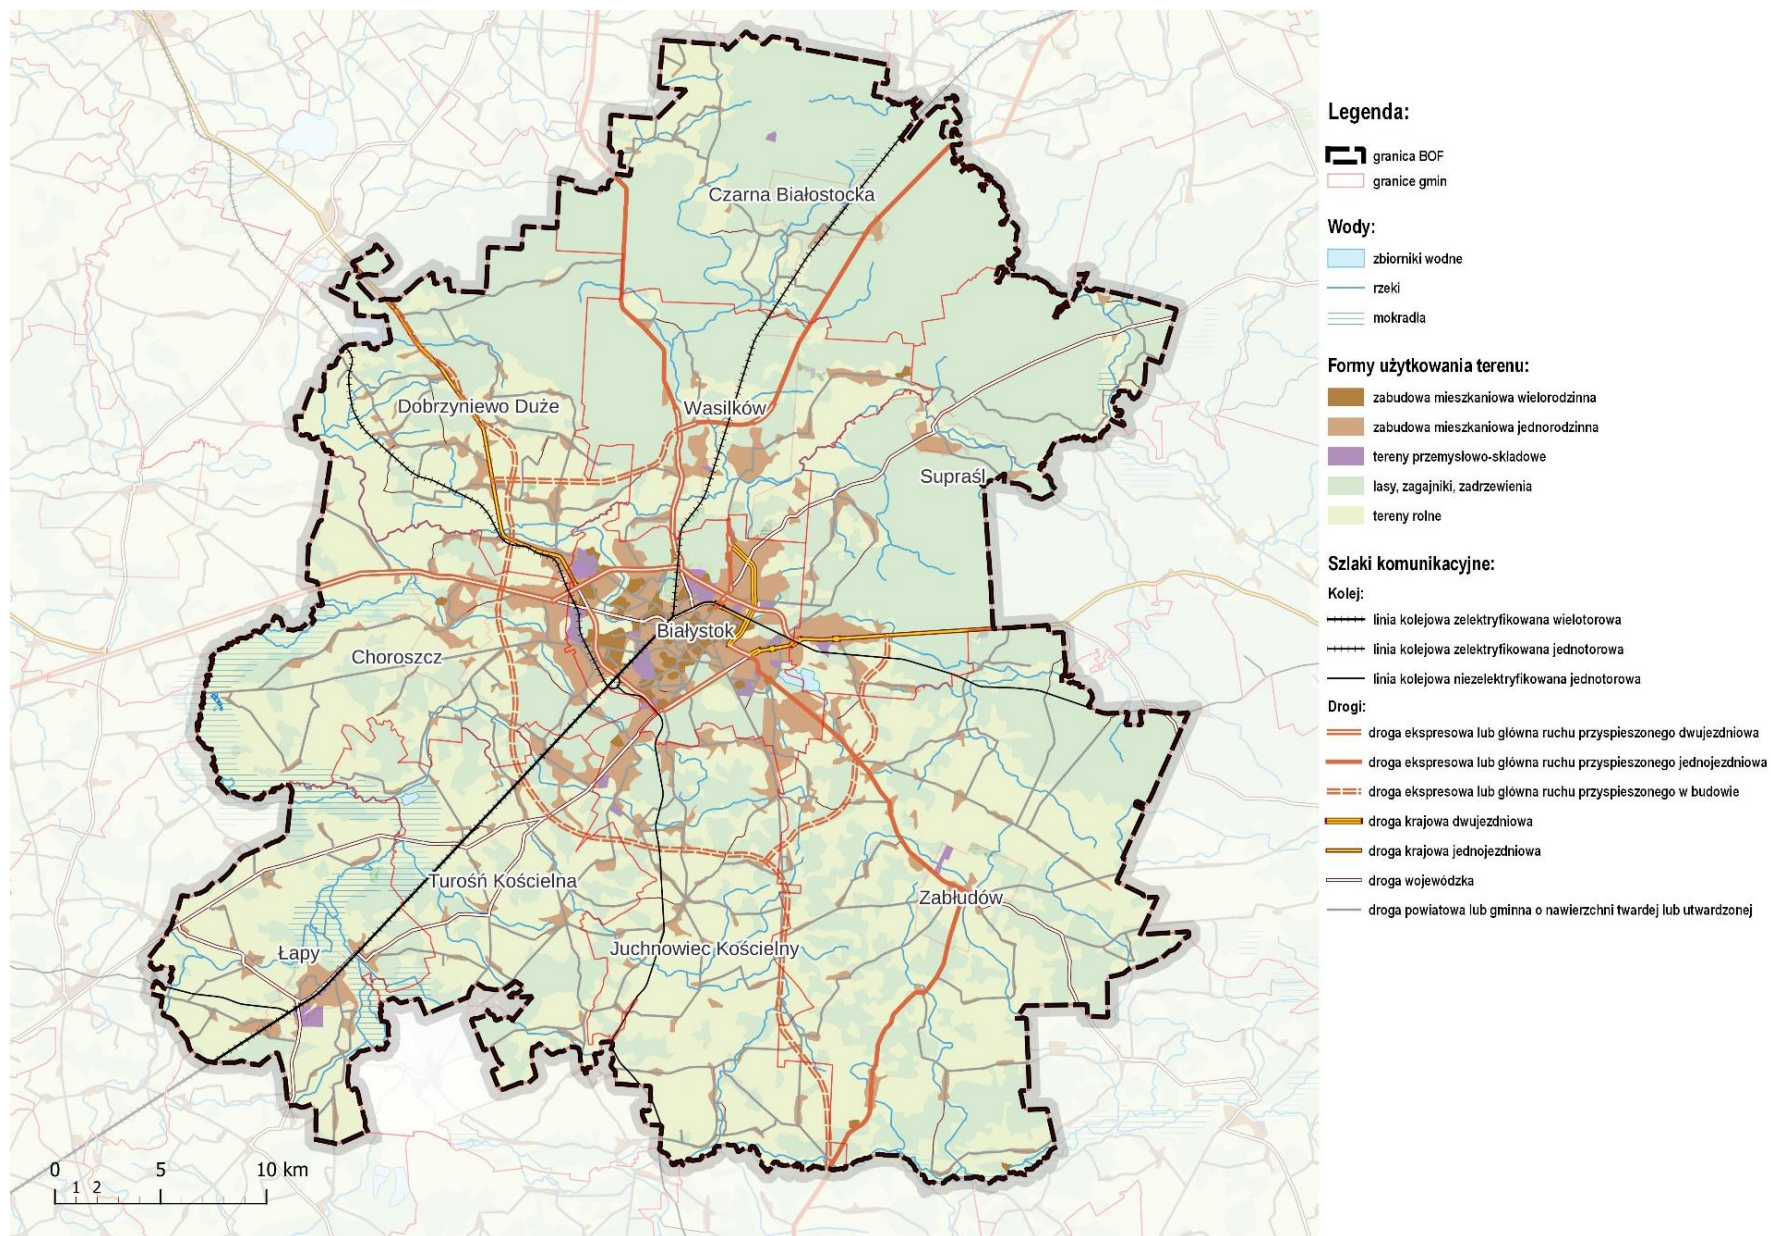 Czarna Białostocka
Dobrzyniewo Duże
Wasilków
Supraśl
Białystok
Choroszcz
Turośń Kościelna
Zabłudów
Łapy
Juchnowiec Kościelny
0 5 10 km
1 2
Legenda:
granica BOF
granice gmin
Wody:
zbiorniki wodne
rzeki
mokradła
Formy użytkowania terenu:
zabudowa mieszkaniowa wielorodzinna
zabudowa mieszkaniowa jednorodzinna
tereny przemysłowo-składowe
lasy, zagajniki, zadrzewienia
tereny rolne
Szlaki komunikacyjne:
Kolej:
linia kolejowa zelektryfikowana wielotorowa
linia kolejowa zelektryfikowana jednotorowa
linia kolejowa niezelektryfikowana jednotorowa
Drogi:
droga ekspresowa lub główna ruchu przyspieszonego dwujezdniowa
droga ekspresowa lub główna ruchu przyspieszonego jednojezdniowa
droga ekspresowa lub główna ruchu przyspieszonego w budowie
droga krajowa dwujezdniowa
droga krajowa jednojezdniowa
droga wojewódzka
droga powiatowa lub gminna o nawierzchni twardej lub utwardzonej